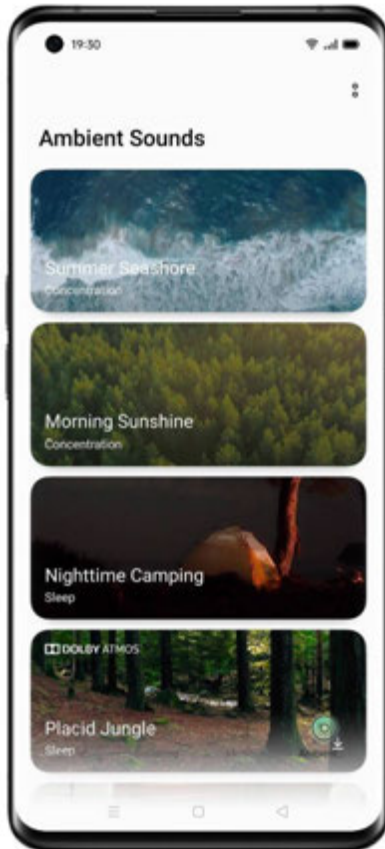 19:30
Ambient Sounds
Summer Seashore
Concentration
Morning Sunshine
Concentration
Nighttime Camping
Sleep
DOLBY ATMOS
Placid Jungle
Sleep